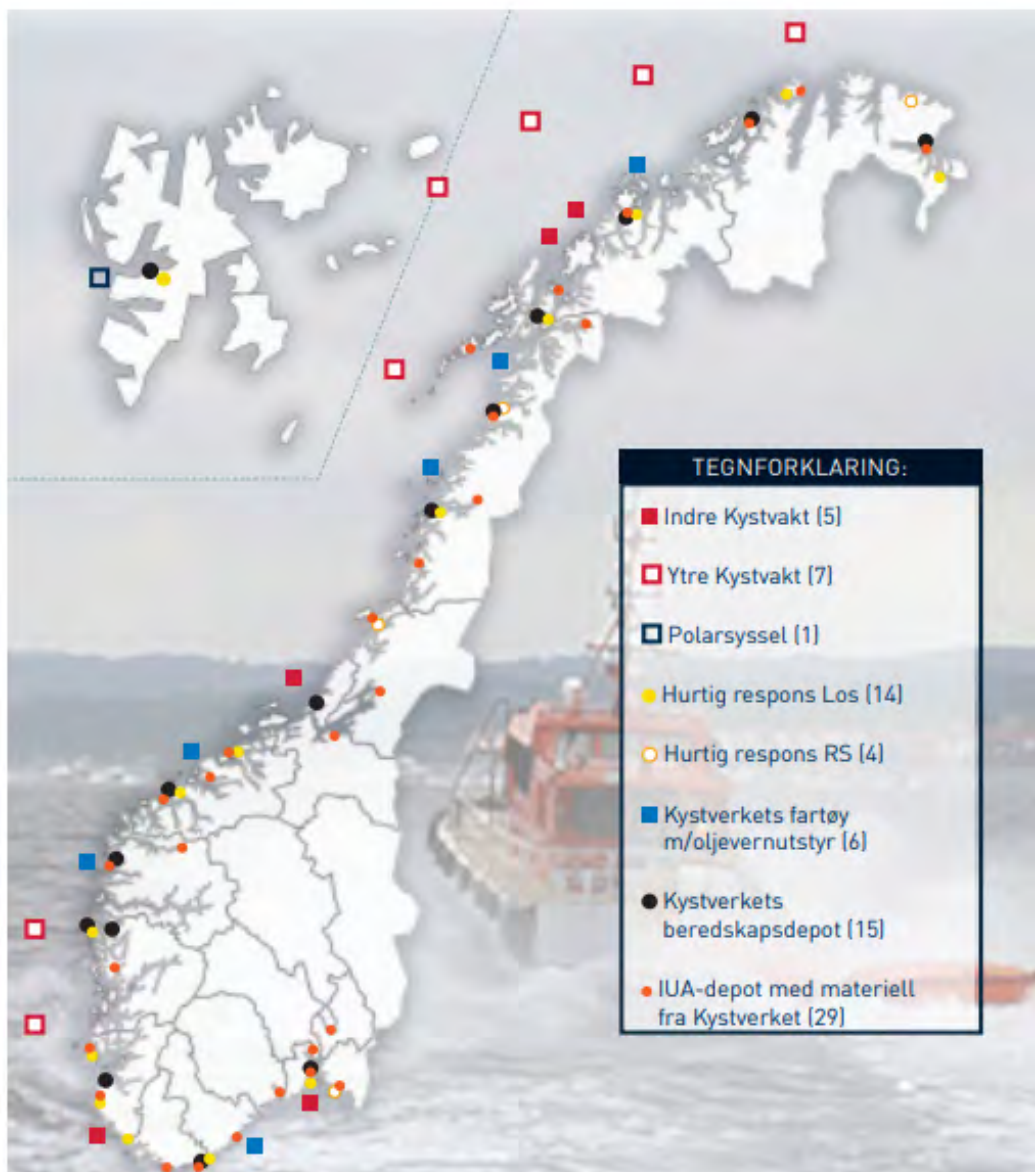 TEGNFORKLARING:
Indre Kystvakt (5)
Ytre Kystvakt (7)
Polarsyssel (1)
Hurtig respons Los (14)
Hurtig respons RS (4)
Kystverkets fartøy
m/oljevernutstyr (6)
Kystverkets
beredskapsdepot (15)
IUA-depot med materiell
fra Kystverket (29)